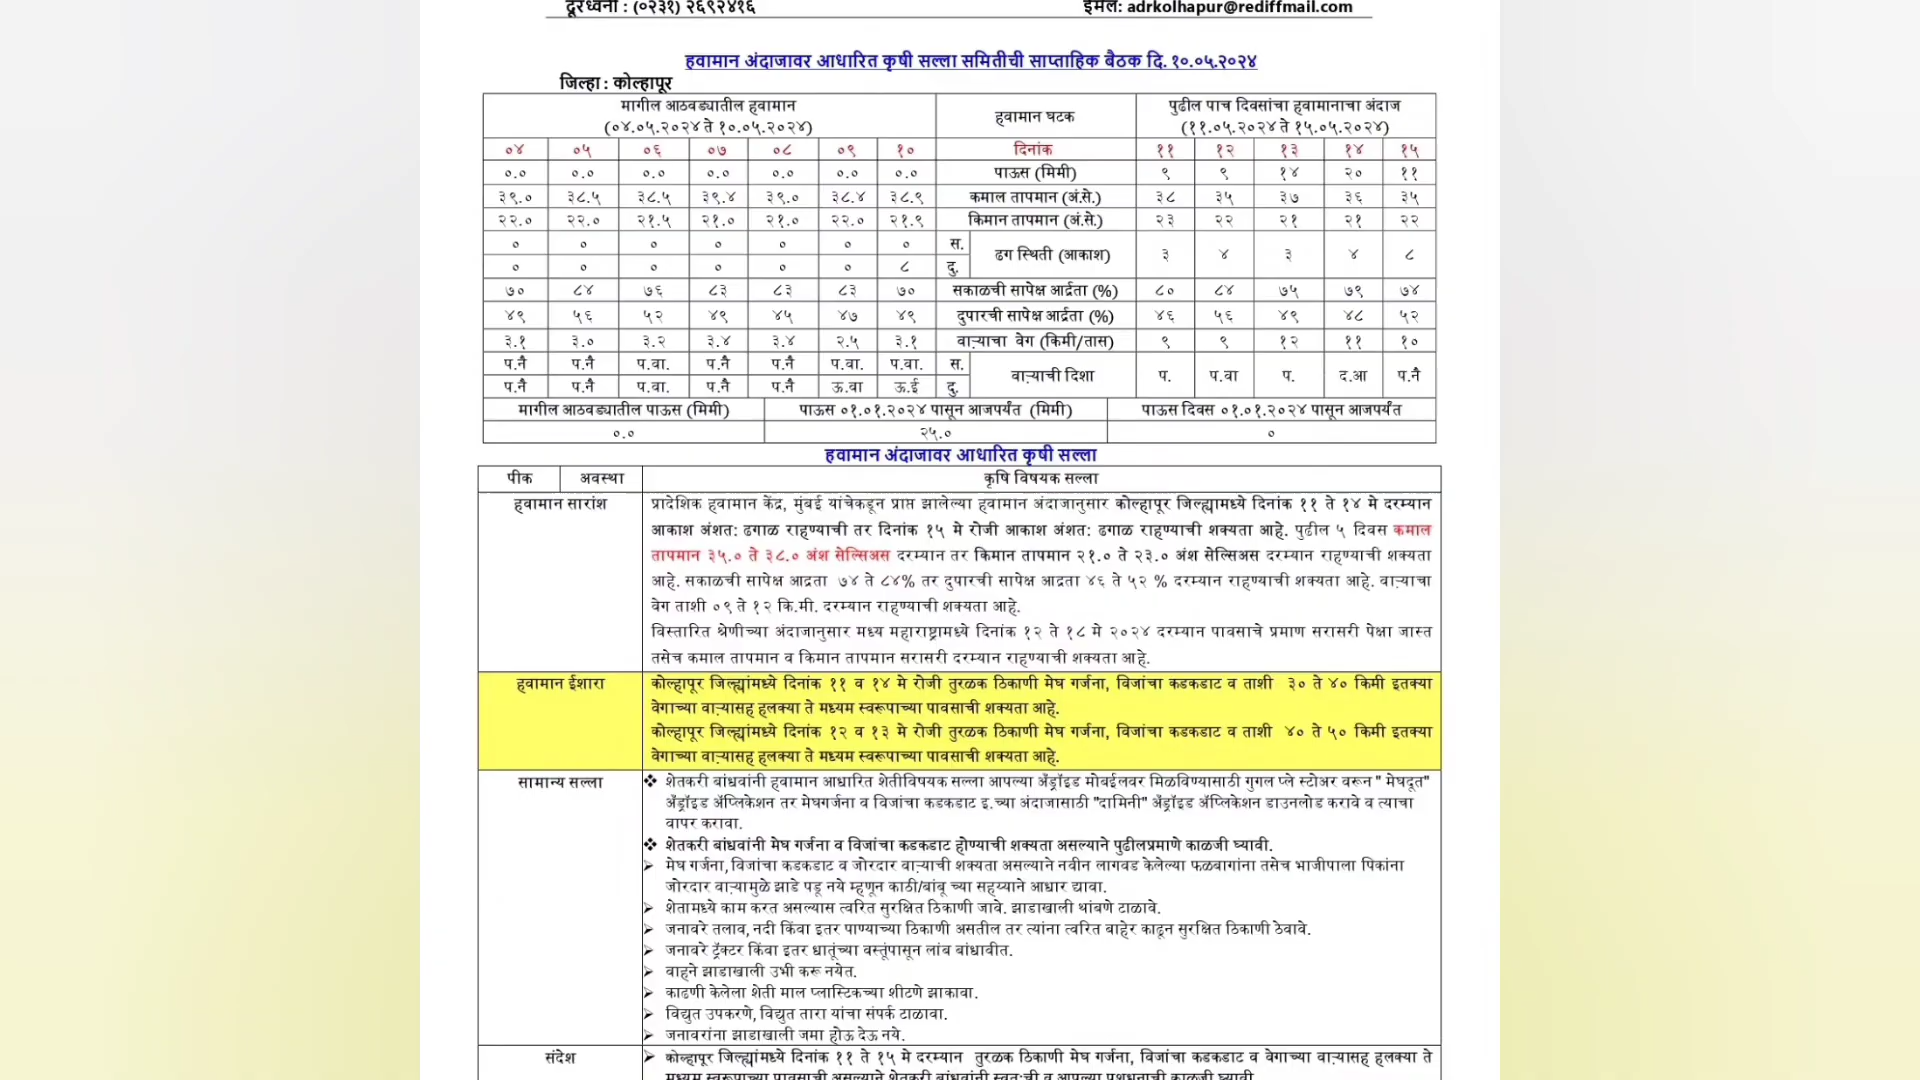 दूरध्वनी : (०२३१) २६९२४१६ ईमेल: adrkolhapur@rediffmail.com
हवामान अंदाजावर आधारित कृषी सल्ला समितीची साप्ताहिक बैठक दि. १०.०५.२०२४
जिल्हा : कोल्हापूर
मागील आठवड्यातील हवामान हवामान घटक पुढील पाच दिवसांचा हवामानाचा अंदाज
(०४.०५.२०२४ ते १०.०५.२०२४) (११.०५.२०२४ ते १५.०५.२०२४)
०४ ०५ ०६ ०७ ०८ ०९ १० दिनांक ११ १२ १३ १४ १५
०.० ०.० ०.० ०.० ०.० ०.० ०.० पाऊस (मिमी) ९ ९ १४ २० ११
३९.० ३८.५ ३८.५ ३९.४ ३९.० ३८.४ ३८.९ कमाल तापमान (अं.से.) ३८ ३५ ३७ ३६ ३५
२२.० २२.० २१.५ २१.० २१.० २२.० २१.९ किमान तापमान (अं.से.) २३ २२ २१ २१ २२
० ० ० ० ० ० ० स. ढग स्थिती (आकाश) ३ ४ ३ ४ ८
० ० ० ० ० ० ८ दु.
७० ८४ ७६ ८३ ८३ ८३ ७० सकाळची सापेक्ष आर्द्रता (%) ८० ८४ ७५ ७९ ७४
४९ ५६ ५२ ४९ ४५ ४७ ४९ दुपारची सापेक्ष आर्द्रता (%) ४६ ५६ ४९ ४८ ५२
३.१ ३.० ३.२ ३.४ ३.४ २.५ ३.१ वाऱ्याचा वेग (किमी/तास) ९ ९ १२ ११ १०
प.नै प.नै प.वा. प.नै प.नै प.वा. प.वा. स. वाऱ्याची दिशा प. प.वा प. द.आ प.नै
प.नै प.नै प.वा. प.नै प.नै ऊ.वा ऊ.ई दु.
मागील आठवड्यातील पाऊस (मिमी) पाऊस ०१.०१.२०२४ पासून आजपर्यंत (मिमी) पाऊस दिवस ०१.०१.२०२४ पासून आजपर्यंत
०.० २५.० ०
हवामान अंदाजावर आधारित कृषी सल्ला
पीक अवस्था कृषि विषयक सल्ला
हवामान सारांश प्रादेशिक हवामान केंद्र, मुंबई यांचेकडून प्राप्त झालेल्या हवामान अंदाजानुसार कोल्हापूर जिल्ह्यामध्ये दिनांक ११ ते १४ मे दरम्यान
आकाश अंशत: ढगाळ राहण्याची तर दिनांक १५ मे रोजी आकाश अंशत: ढगाळ राहण्याची शक्यता आहे. पुढील ५ दिवस कमाल
तापमान ३५.० ते ३८.० अंश सेल्सिअस दरम्यान तर किमान तापमान २१.० ते २३.० अंश सेल्सिअस दरम्यान राहण्याची शक्यता
आहे. सकाळची सापेक्ष आद्रता ७४ ते ८४% तर दुपारची सापेक्ष आद्रता ४६ ते ५२ % दरम्यान राहण्याची शक्यता आहे. वाऱ्याचा
वेग ताशी ०९ ते १२ कि.मी. दरम्यान राहण्याची शक्यता आहे.
विस्तारित श्रेणीच्या अंदाजानुसार मध्य महाराष्ट्रामध्ये दिनांक १२ ते १८ मे २०२४ दरम्यान पावसाचे प्रमाण सरासरी पेक्षा जास्त
तसेच कमाल तापमान व किमान तापमान सरासरी दरम्यान राहण्याची शक्यता आहे.
हवामान ईशारा कोल्हापूर जिल्ह्यांमध्ये दिनांक ११ व १४ मे रोजी तुरळक ठिकाणी मेघ गर्जना, विजांचा कडकडाट व ताशी ३० ते ४० किमी इतक्या
वेगाच्या वाऱ्यासह हलक्या ते मध्यम स्वरूपाच्या पावसाची शक्यता आहे.
कोल्हापूर जिल्ह्यांमध्ये दिनांक १२ व १३ मे रोजी तुरळक ठिकाणी मेघ गर्जना, विजांचा कडकडाट व ताशी ४० ते ५० किमी इतक्या
वेगाच्या वाऱ्यासह हलक्या ते मध्यम स्वरूपाच्या पावसाची शक्यता आहे.
सामान्य सल्ला ❖ शेतकरी बांधवांनी हवामान आधारित शेतीविषयक सल्ला आपल्या अँड्रॉइड मोबाईलवर मिळविण्यासाठी गुगल प्ले स्टोअर वरून " मेघदूत"
अँड्रॉइड ॲप्लिकेशन तर मेघगर्जना व विजांचा कडकडाट इ.च्या अंदाजासाठी "दामिनी" अँड्रॉइड ॲप्लिकेशन डाउनलोड करावे व त्याचा
वापर करावा.
❖ शेतकरी बांधवांनी मेघ गर्जना व विजांचा कडकडाट होण्याची शक्यता असल्याने पुढीलप्रमाणे काळजी घ्यावी.
➢ मेघ गर्जना, विजांचा कडकडाट व जोरदार वाऱ्याची शक्यता असल्याने नवीन लागवड केलेल्या फळबागांना तसेच भाजीपाला पिकांना
जोरदार वाऱ्यामुळे झाडे पडू नये म्हणून काठी/बांबू च्या सहय्याने आधार द्यावा.
➢ शेतामध्ये काम करत असल्यास त्वरित सुरक्षित ठिकाणी जावे. झाडाखाली थांबणे टाळावे.
➢ जनावरे तलाव, नदी किंवा इतर पाण्याच्या ठिकाणी असतील तर त्यांना त्वरित बाहेर काढून सुरक्षित ठिकाणी ठेवावे.
➢ जनावरे ट्रॅक्टर किंवा इतर धातूंच्या वस्तूंपासून लांब बांधावीत.
➢ वाहने झाडाखाली उभी करू नयेत.
➢ काढणी केलेला शेती माल प्लास्टिकच्या शीटणे झाकावा.
➢ विद्युत उपकरणे, विद्युत तारा यांचा संपर्क टाळावा.
➢ जनावरांना झाडाखाली जमा होऊ देऊ नये.
संदेश ➢ कोल्हापूर जिल्ह्यांमध्ये दिनांक ११ ते १५ मे दरम्यान तुरळक ठिकाणी मेघ गर्जना, विजांचा कडकडाट व वेगाच्या वाऱ्यासह हलक्या ते
मध्यम स्वरूपाच्या पावसाची असल्याने शेतकरी बांधवांनी स्वत:ची व आपल्या पशुधनाची काळजी घ्यावी.